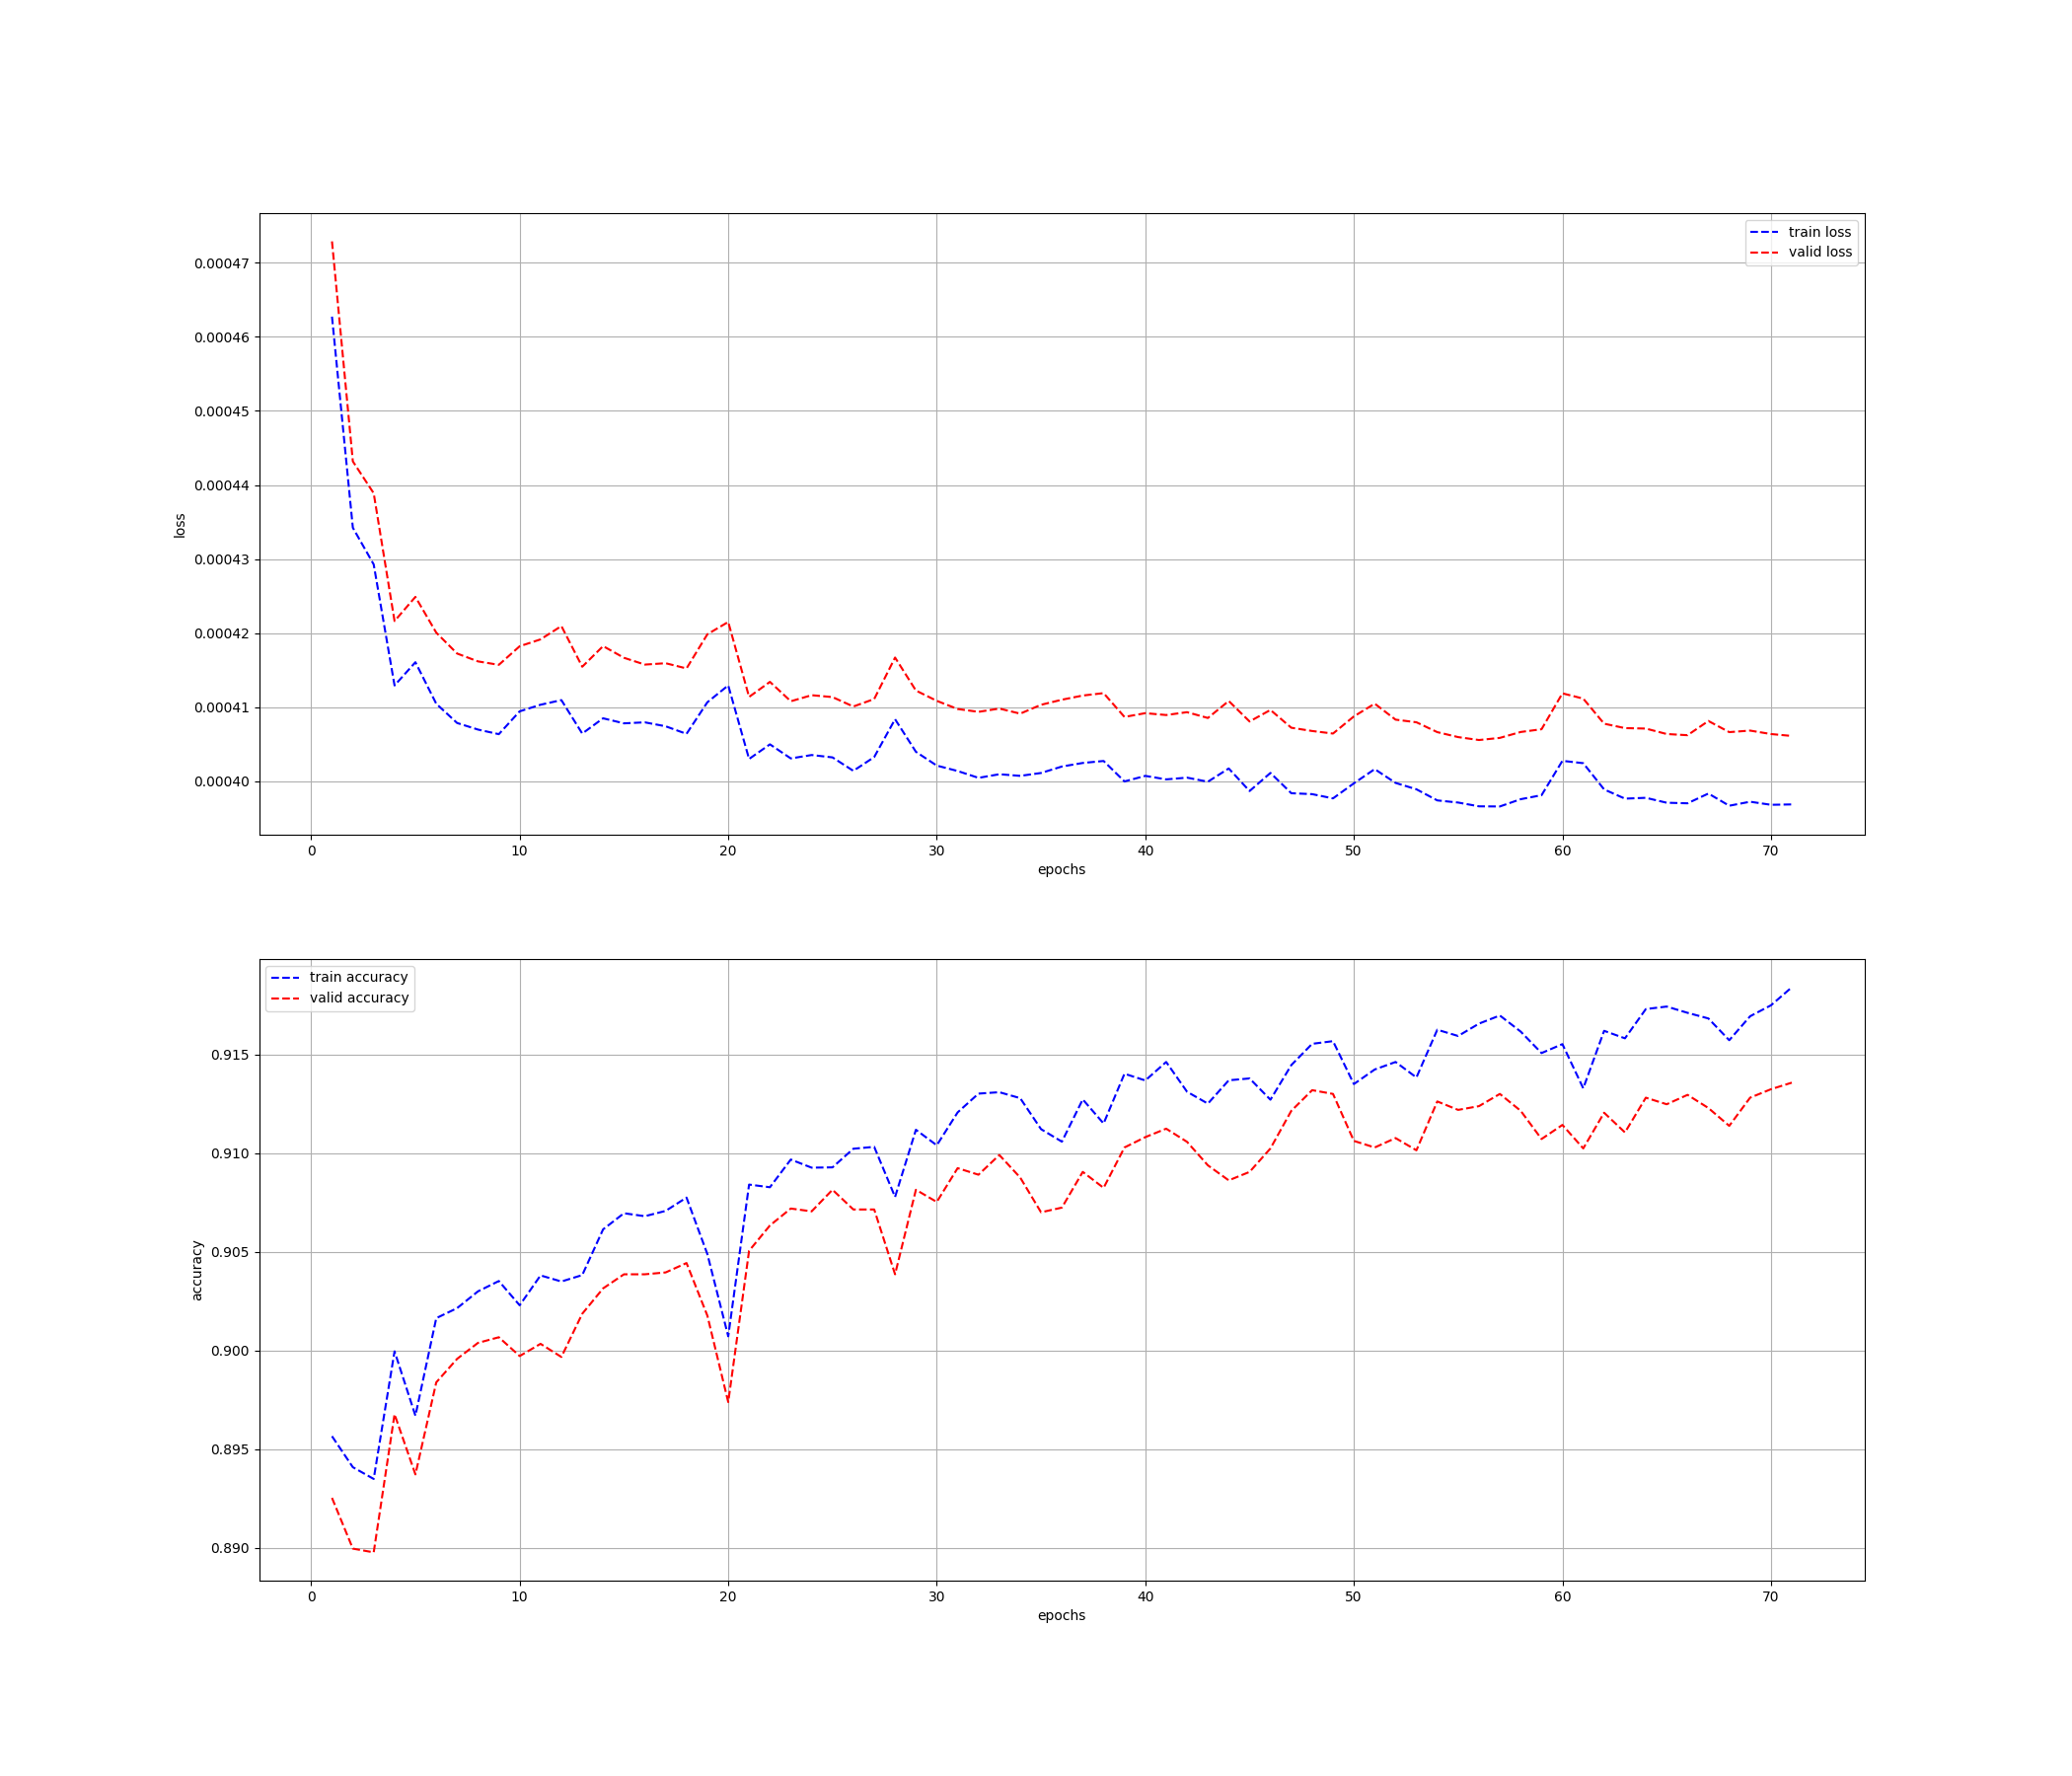 train loss
valid loss
0.00047
0.00046
0.00045
0.00044
0.00043
0.00042
0.00041
0.00040
loss
0 10 20 30 40 50 60 70
epochs
train accuracy
valid accuracy
0.915
0.910
0.905
0.900
0.895
0.890
accuracy
0 10 20 30 40 50 60 70
epochs